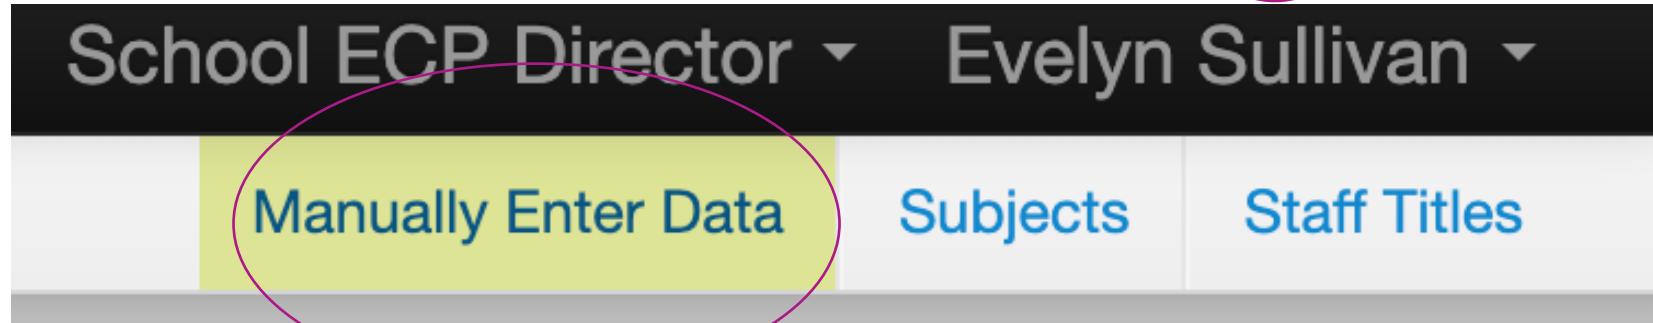 School ECP Director Evelyn Sullivan
Manually Enter Data Subjects Staff Titles